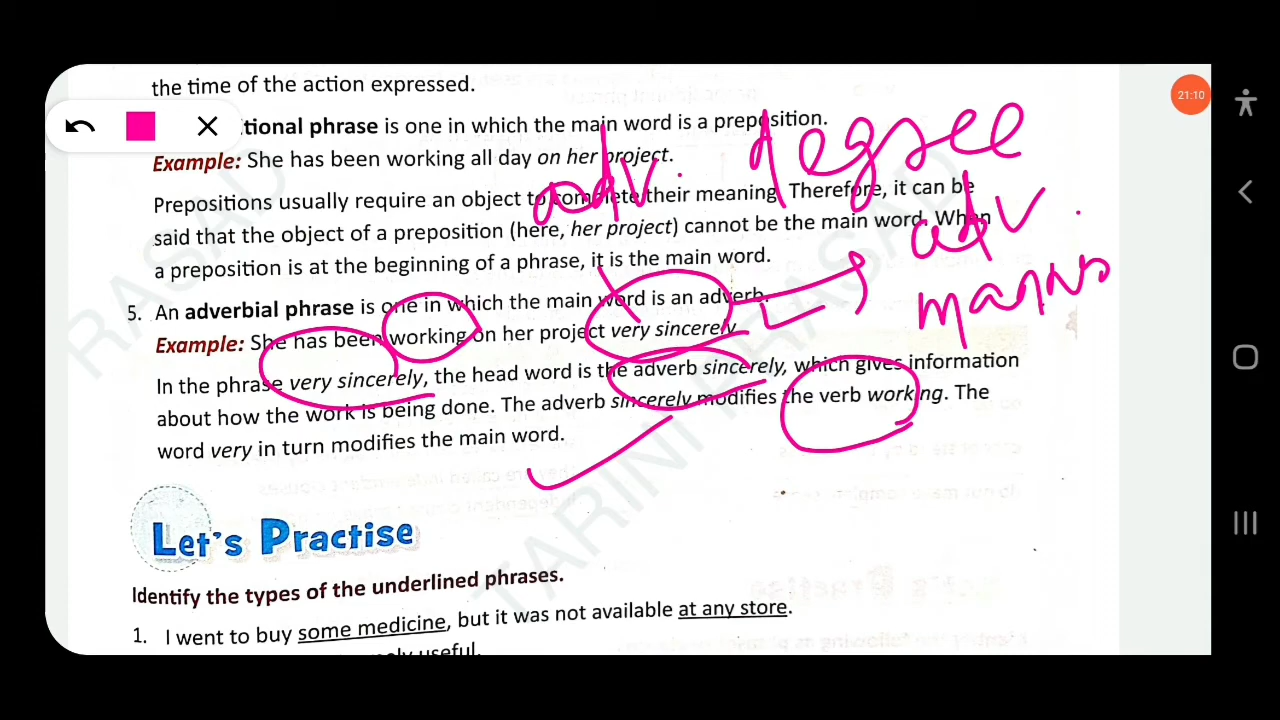 the time of the action expressed.
21:10
tional phrase is one in which the main word is a preposition.
Example: She has been working all day on her project.
adv. degree
Prepositions usually require an object to complete their meaning. Therefore, it can be
said that the object of a preposition (here, her project) cannot be the main word. When
adv.
a preposition is at the beginning of a phrase, it is the main word.
5. An adverbial phrase is one in which the main word is an adverb.
Example: She has been working on her project very sincerely
In the phrase very sincerely, the head word is the adverb sincerely, which gives information
about how the work is being done. The adverb sincerely modifies the verb working. The
word very in turn modifies the main word.
RASAD
TARINI PRASAD
Let's Practise
Identify the types of the underlined phrases.
1. I went to buy some medicine, but it was not available at any store.
useful.